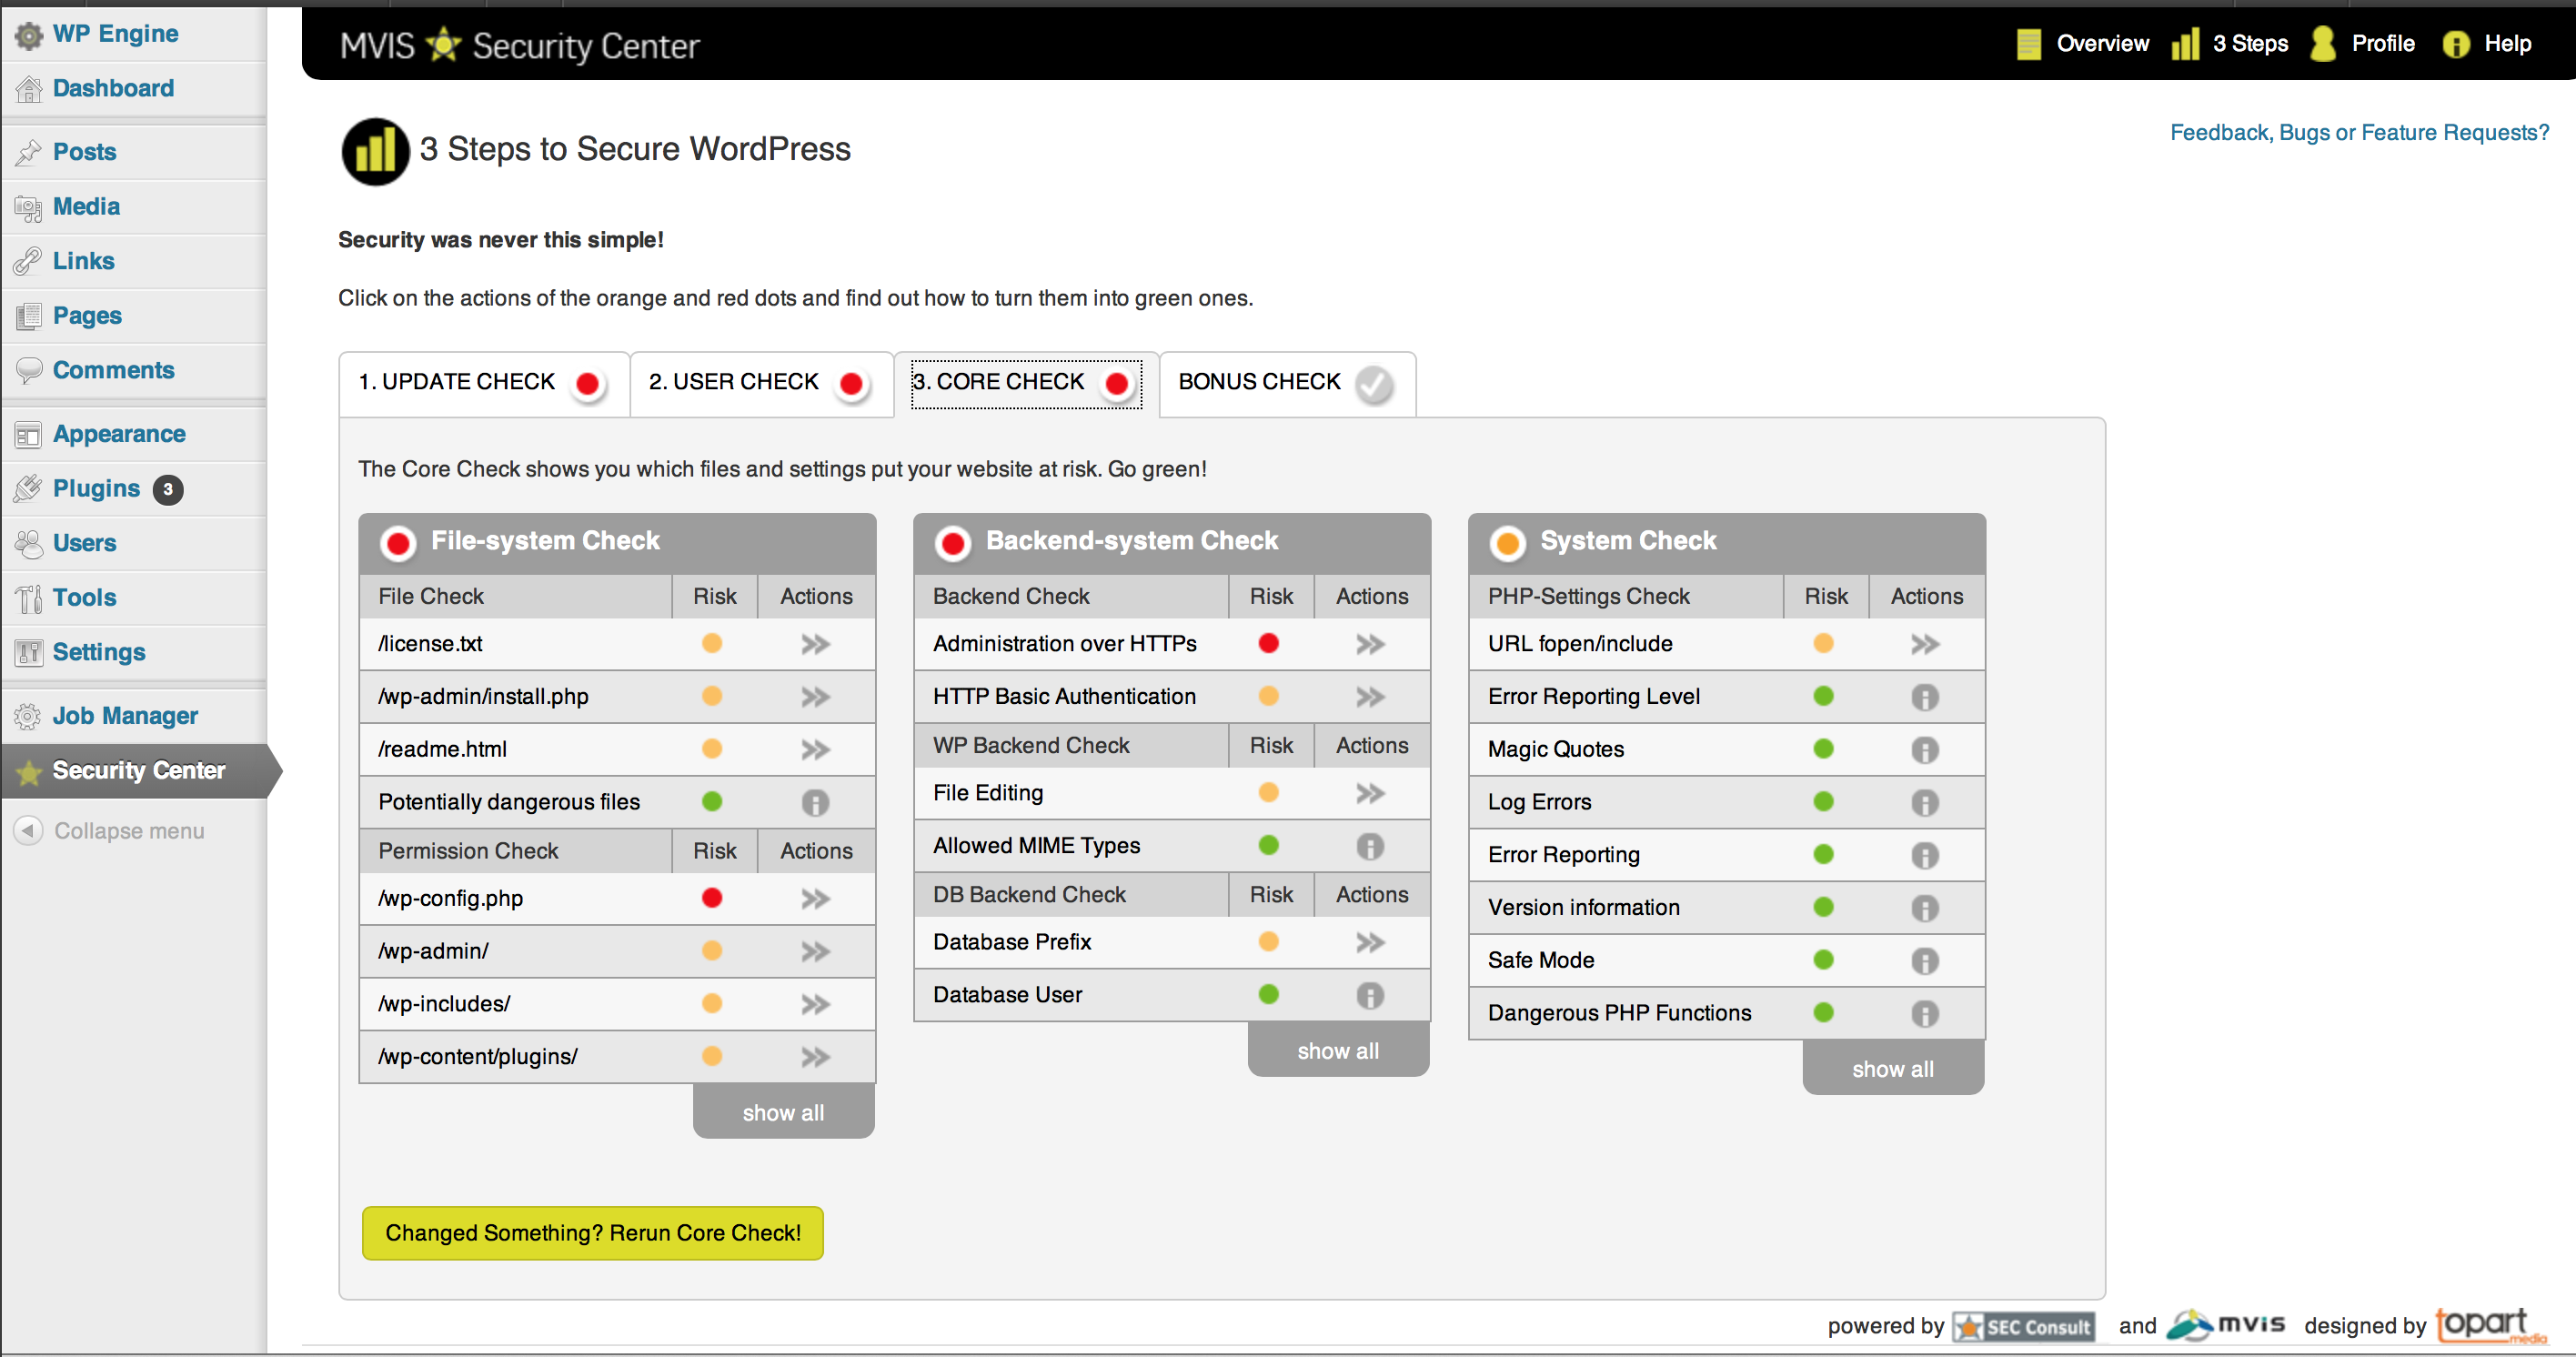 WP Engine
Dashboard
Posts
Media
Links
Pages
Comments
Appearance
Plugins 3
Users
Tools
Settings
Job Manager
Security Center
Collapse menu
MVIS Security Center
Overview 3 Steps Profile Help
3 Steps to Secure WordPress
Feedback, Bugs or Feature Requests?
Security was never this simple!
Click on the actions of the orange and red dots and find out how to turn them into green ones.
1. UPDATE CHECK 2. USER CHECK 3. CORE CHECK BONUS CHECK
The Core Check shows you which files and settings put your website at risk. Go green!
File-system Check
File Check Risk Actions
/license.txt
/wp-admin/install.php
/readme.html
Potentially dangerous files
Permission Check Risk Actions
/wp-config.php
/wp-admin/
/wp-includes/
/wp-content/plugins/
show all
Backend-system Check
Backend Check Risk Actions
Administration over HTTPs
HTTP Basic Authentication
WP Backend Check Risk Actions
File Editing
Allowed MIME Types
DB Backend Check Risk Actions
Database Prefix
Database User
show all
System Check
PHP-Settings Check Risk Actions
URL fopen/include
Error Reporting Level
Magic Quotes
Log Errors
Error Reporting
Version information
Safe Mode
Dangerous PHP Functions
show all
Changed Something? Rerun Core Check!
powered by SEC Consult and mvis designed by topart media